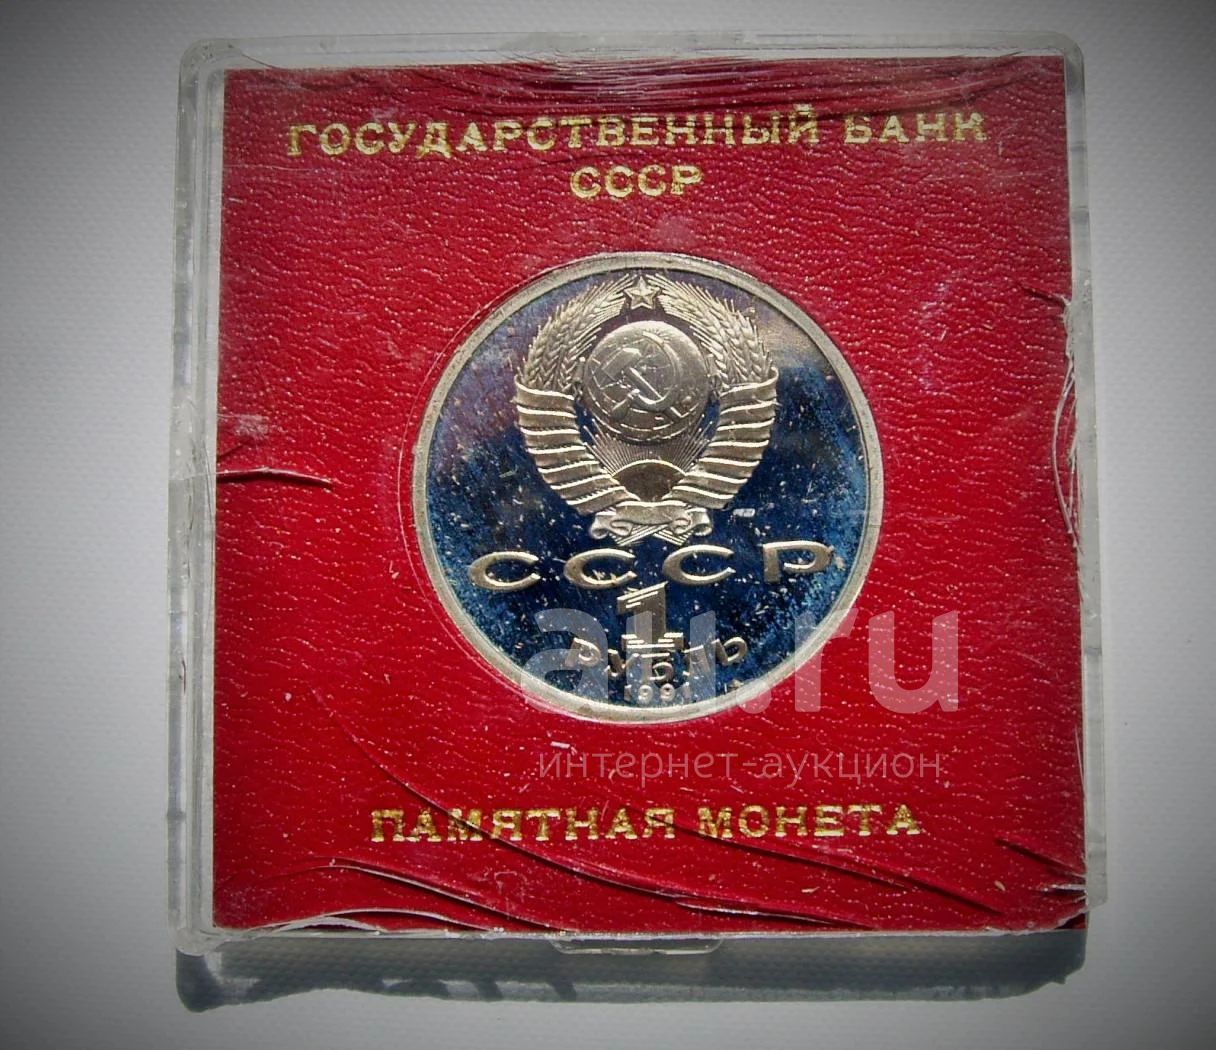 ГОСУДАРСТВЕННЫЙ БАНК
СССР
СССР
1
РУБЛЬ
1991
au.ru
интернет-аукцион
ПАМЯТНАЯ МОНЕТА